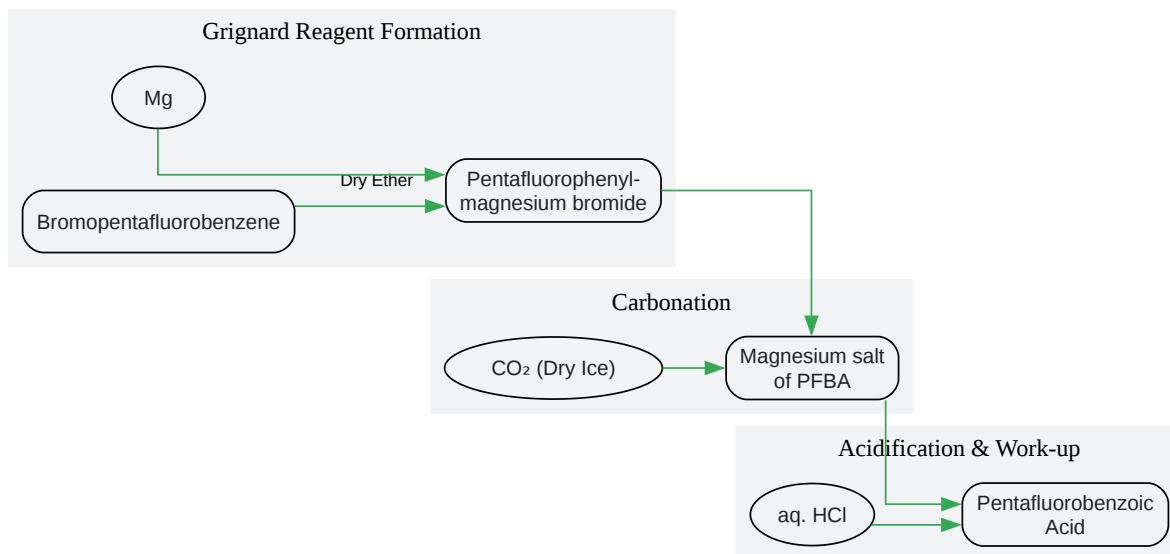 Grignard Reagent Formation
Mg
Dry Ether
Bromopentafluorobenzene
Pentafluorophenyl-
magnesium bromide
Carbonation
CO₂ (Dry Ice)
Magnesium salt
of PFBA
Acidification & Work-up
aq. HCl
Pentafluorobenzoic
Acid